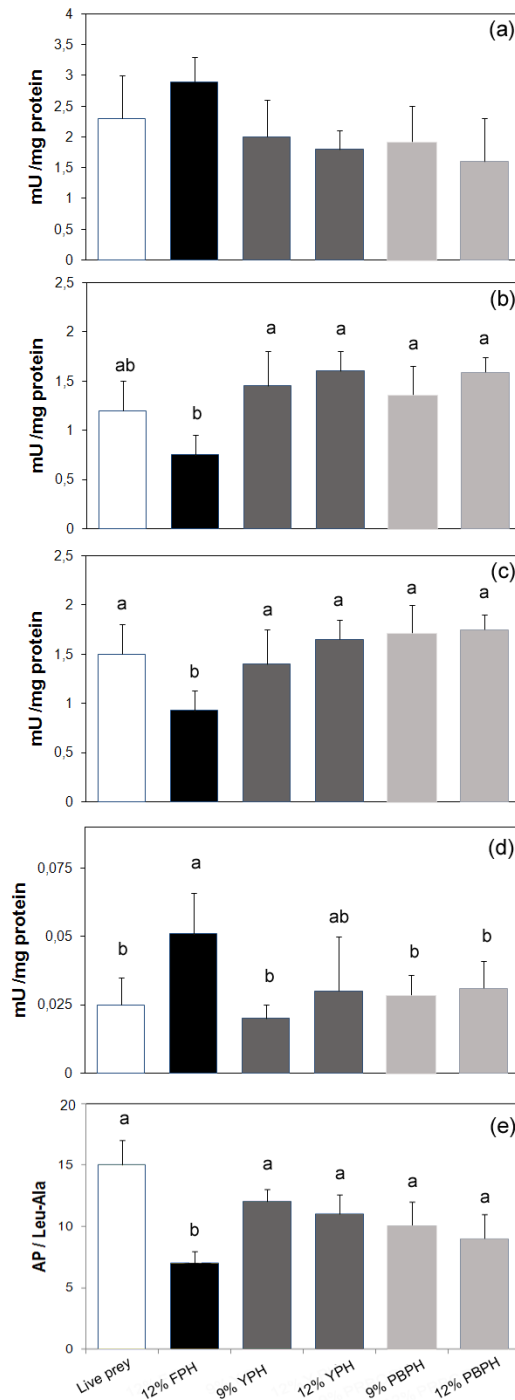 (a)
4
3,5
3
2,5
2
1,5
1
0,5
0
mU /mg protein
(b)
2,5
2
1,5
1
0,5
0
mU /mg protein
ab
b
a
a
a
a
(c)
2,5
2
1,5
1
0,5
0
mU /mg protein
a
b
a
a
a
a
(d)
0,075
0,05
0,025
0
mU /mg protein
b
a
b
ab
b
b
(e)
20
15
10
5
0
AP / Leu-Ala
a
b
a
a
a
a
Live prey
12% FPH
9% YPH
12% YPH
9% PBPH
12% PBPH